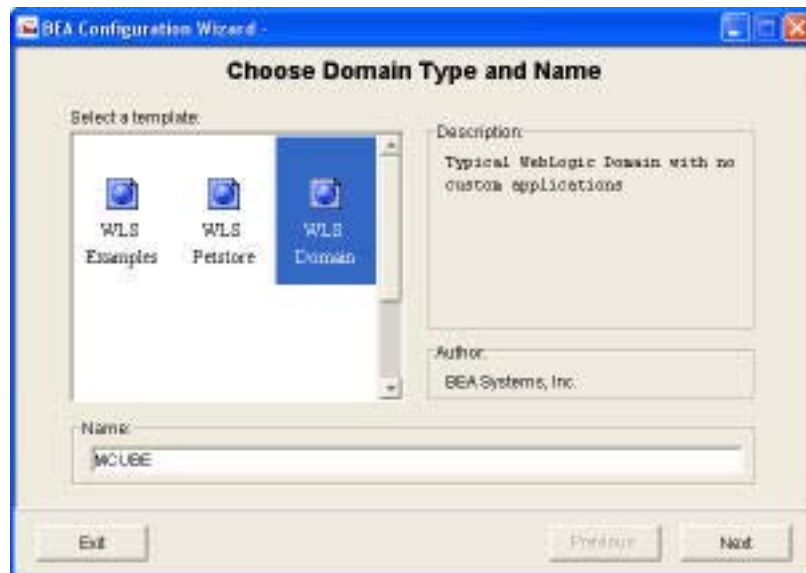 BEA Configuration Wizard -
Choose Domain Type and Name
Select a template:
WLS Examples
WLS Petstore
WLS Domain
Description:
Typical WebLogic Domain with no
custom applications
Author:
BEA Systems, Inc.
Name:
MCUBE
Exit
Previous
Next